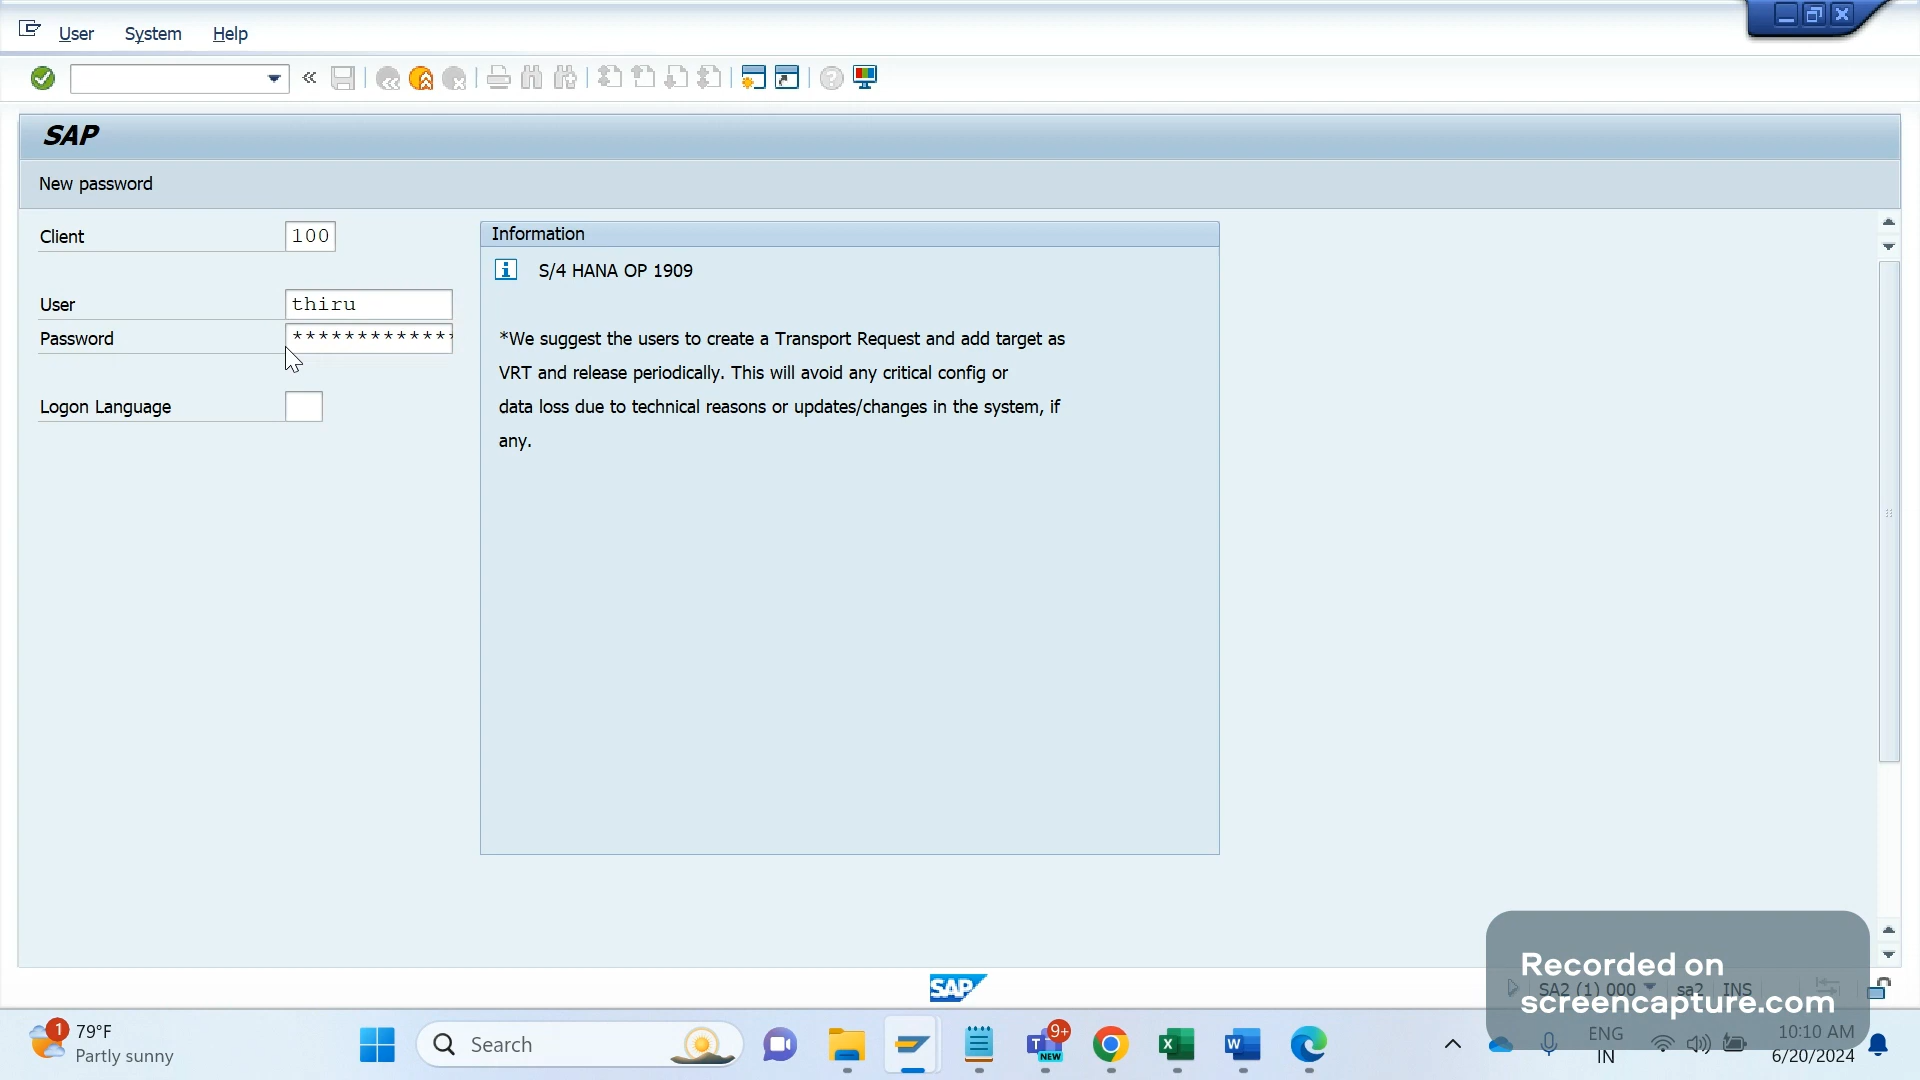 User System Help
SAP
New password
Client 100
User thiru
Password *************
Logon Language
Information
S/4 HANA OP 1909
*We suggest the users to create a Transport Request and add target as
VRT and release periodically. This will avoid any critical config or
data loss due to technical reasons or updates/changes in the system, if
any.
SAP
SA2 (1) 000 sa2 INS
Recorded on
screencapture.com
1
79°F
Partly sunny
Search
T
NEW
9+
X
W
ENG
IN
10:10 AM
6/20/2024